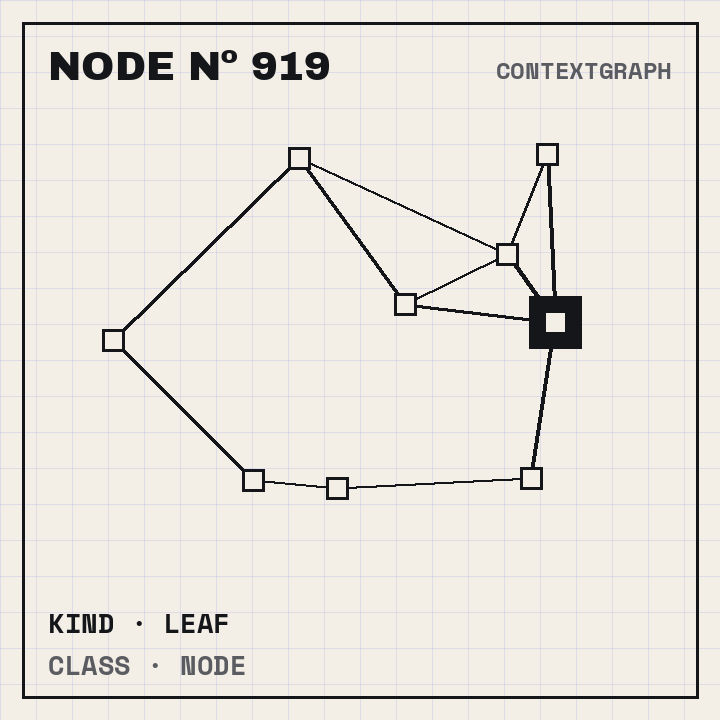 NODE Nº 919
CONTEXTGRAPH
KIND · LEAF
CLASS · NODE